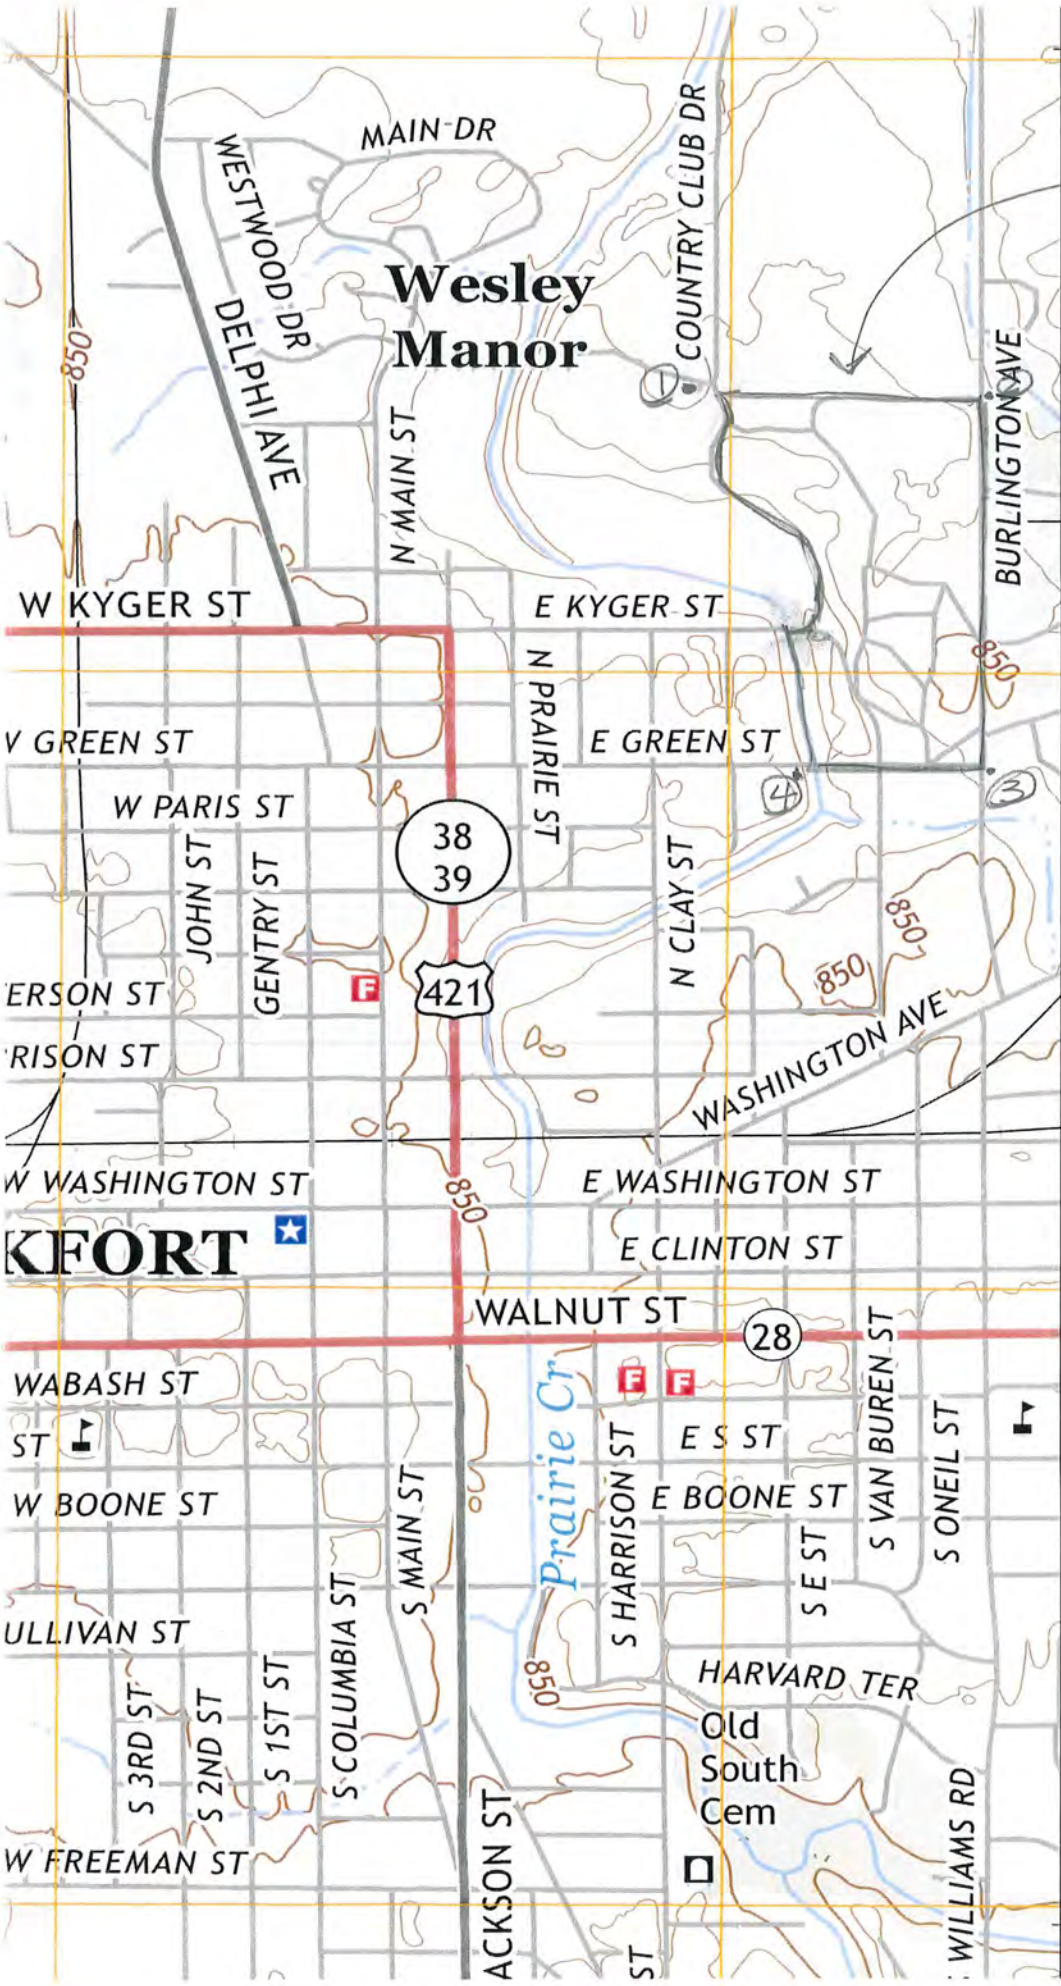 MAIN DR
COUNTRY CLUB DR
WESTWOOD DR
Wesley
Manor
DELPHI AVE
850
1
BURLINGTON AVE
N MAIN ST
W KYGER ST
E KYGER ST
850
N PRAIRIE ST
W GREEN ST
E GREEN ST
4
3
W PARIS ST
38
39
JOHN ST
GENTRY ST
N CLAY ST
850
850
ERSON ST
F
421
RISON ST
WASHINGTON AVE
W WASHINGTON ST
850
E WASHINGTON ST
KFORT
E CLINTON ST
WALNUT ST
28
WABASH ST
F
F
ST
Prairie Cr
E S ST
S VAN BUREN ST
S ONEIL ST
W BOONE ST
S MAIN ST
S HARRISON ST
E BOONE ST
S E ST
ULLIVAN ST
S COLUMBIA ST
850
HARVARD TER
S 3RD ST
S 2ND ST
S 1ST ST
Old
South
Cem
W FREEMAN ST
ACKSON ST
WILLIAMS RD
ST